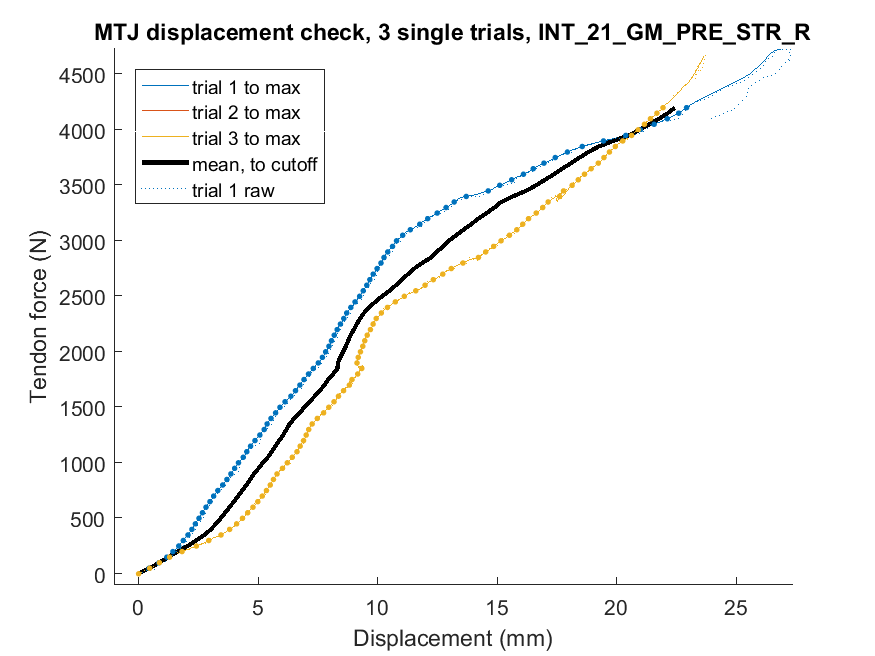 MTJ displacement check, 3 single trials, INT_21_GM_PRE_STR_R
4500
4000
3500
3000
2500
2000
1500
1000
500
0
Tendon force (N)
trial 1 to max
trial 2 to max
trial 3 to max
mean, to cutoff
trial 1 raw
0 5 10 15 20 25
Displacement (mm)